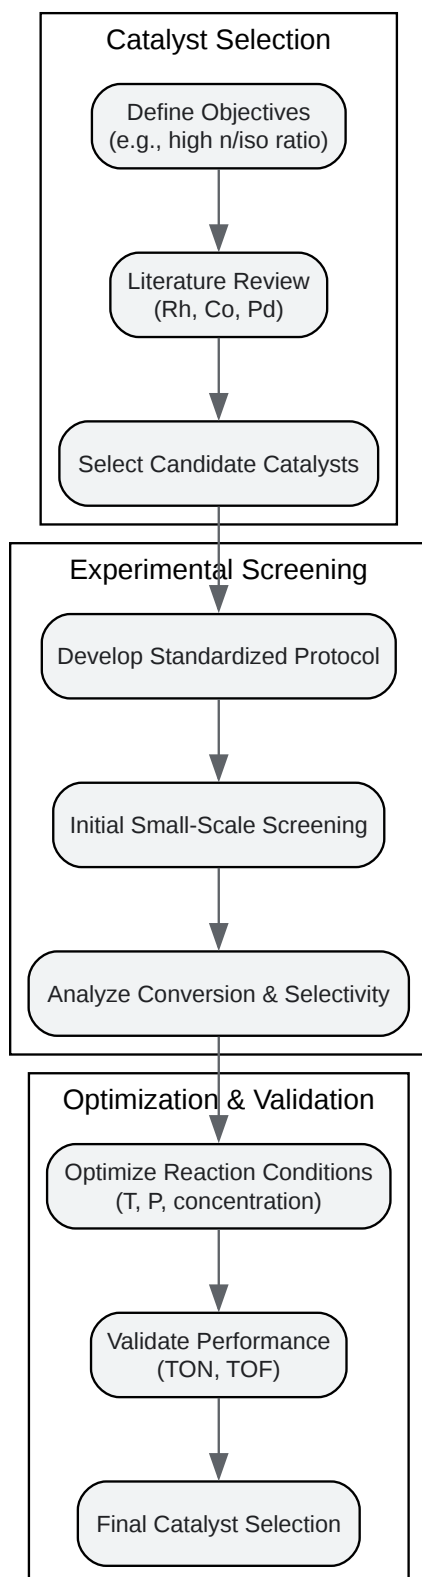 Catalyst Selection
Define Objectives
(e.g., high n/iso ratio)
Literature Review
(Rh, Co, Pd)
Select Candidate Catalysts
Experimental Screening
Develop Standardized Protocol
Initial Small-Scale Screening
Analyze Conversion & Selectivity
Optimization & Validation
Optimize Reaction Conditions
(T, P, concentration)
Validate Performance
(TON, TOF)
Final Catalyst Selection